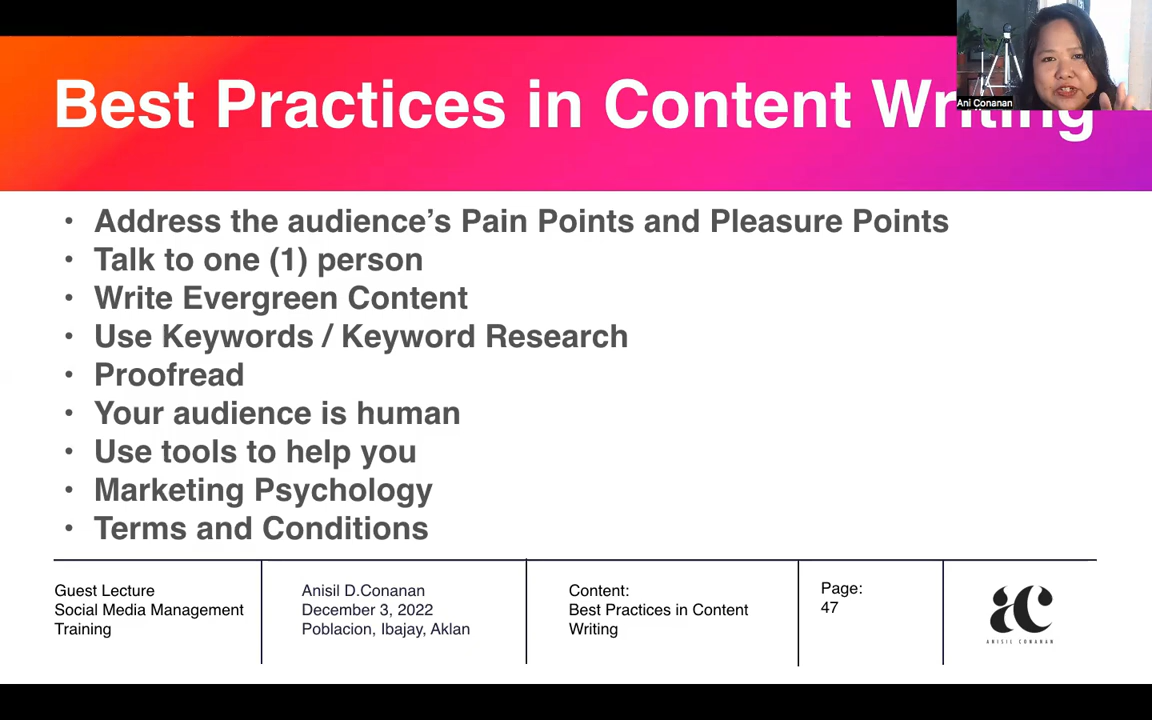 Best Practices in Content Writing
Ani Conanan
• Address the audience's Pain Points and Pleasure Points
• Talk to one (1) person
• Write Evergreen Content
• Use Keywords / Keyword Research
• Proofread
• Your audience is human
• Use tools to help you
• Marketing Psychology
• Terms and Conditions
Guest Lecture
Social Media Management
Training
Anisil D.Conanan
December 3, 2022
Poblacion, Ibajay, Aklan
Content:
Best Practices in Content
Writing
Page:
47
ac
ANISIL CONANAN